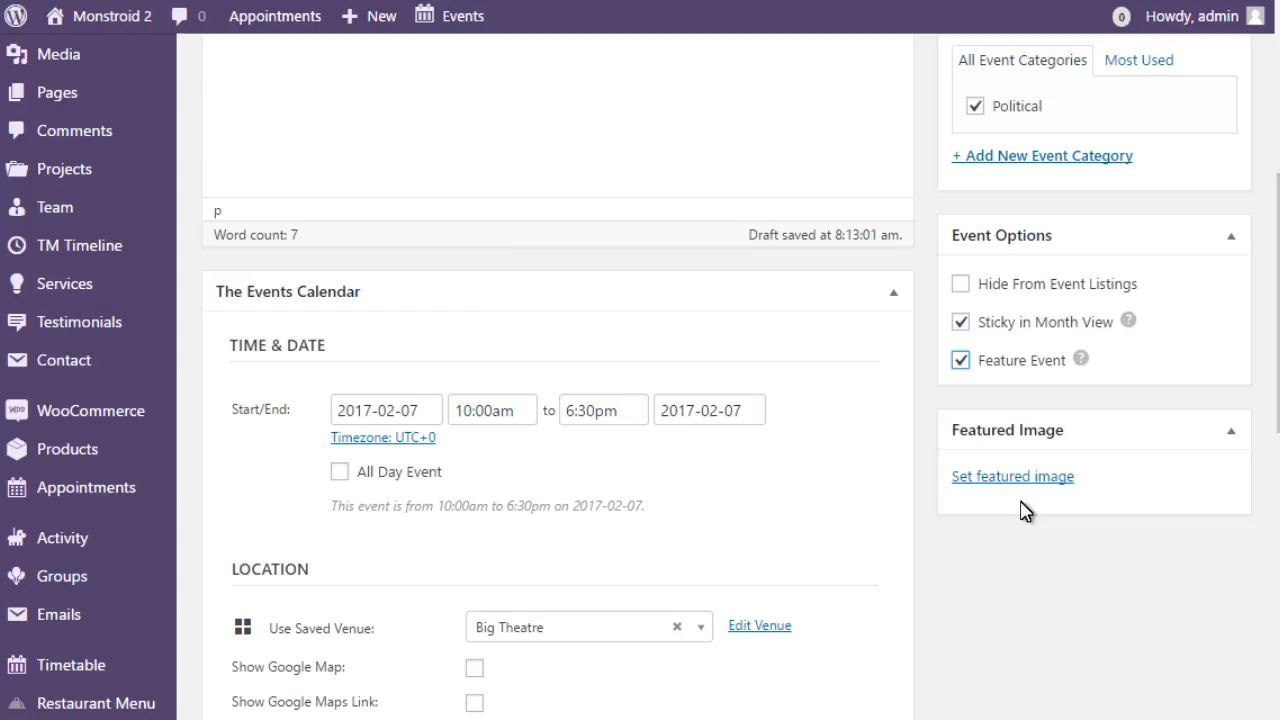 Monstroid 2
0
Appointments
New
Events
0
Howdy, admin
Media
Pages
Comments
Projects
Team
TM Timeline
Services
Testimonials
Contact
Woo
WooCommerce
Products
Appointments
Activity
Groups
Emails
Timetable
Restaurant Menu
p
Word count: 7
Draft saved at 8:13:01 am.
The Events Calendar
TIME & DATE
Start/End:
2017-02-07
10:00am
to
6:30pm
2017-02-07
Timezone: UTC+0
All Day Event
This event is from 10:00am to 6:30pm on 2017-02-07.
LOCATION
Use Saved Venue:
Big Theatre
Edit Venue
Show Google Map:
Show Google Maps Link:
All Event Categories
Most Used
Political
+ Add New Event Category
Event Options
Hide From Event Listings
Sticky in Month View ?
Feature Event ?
Featured Image
Set featured image